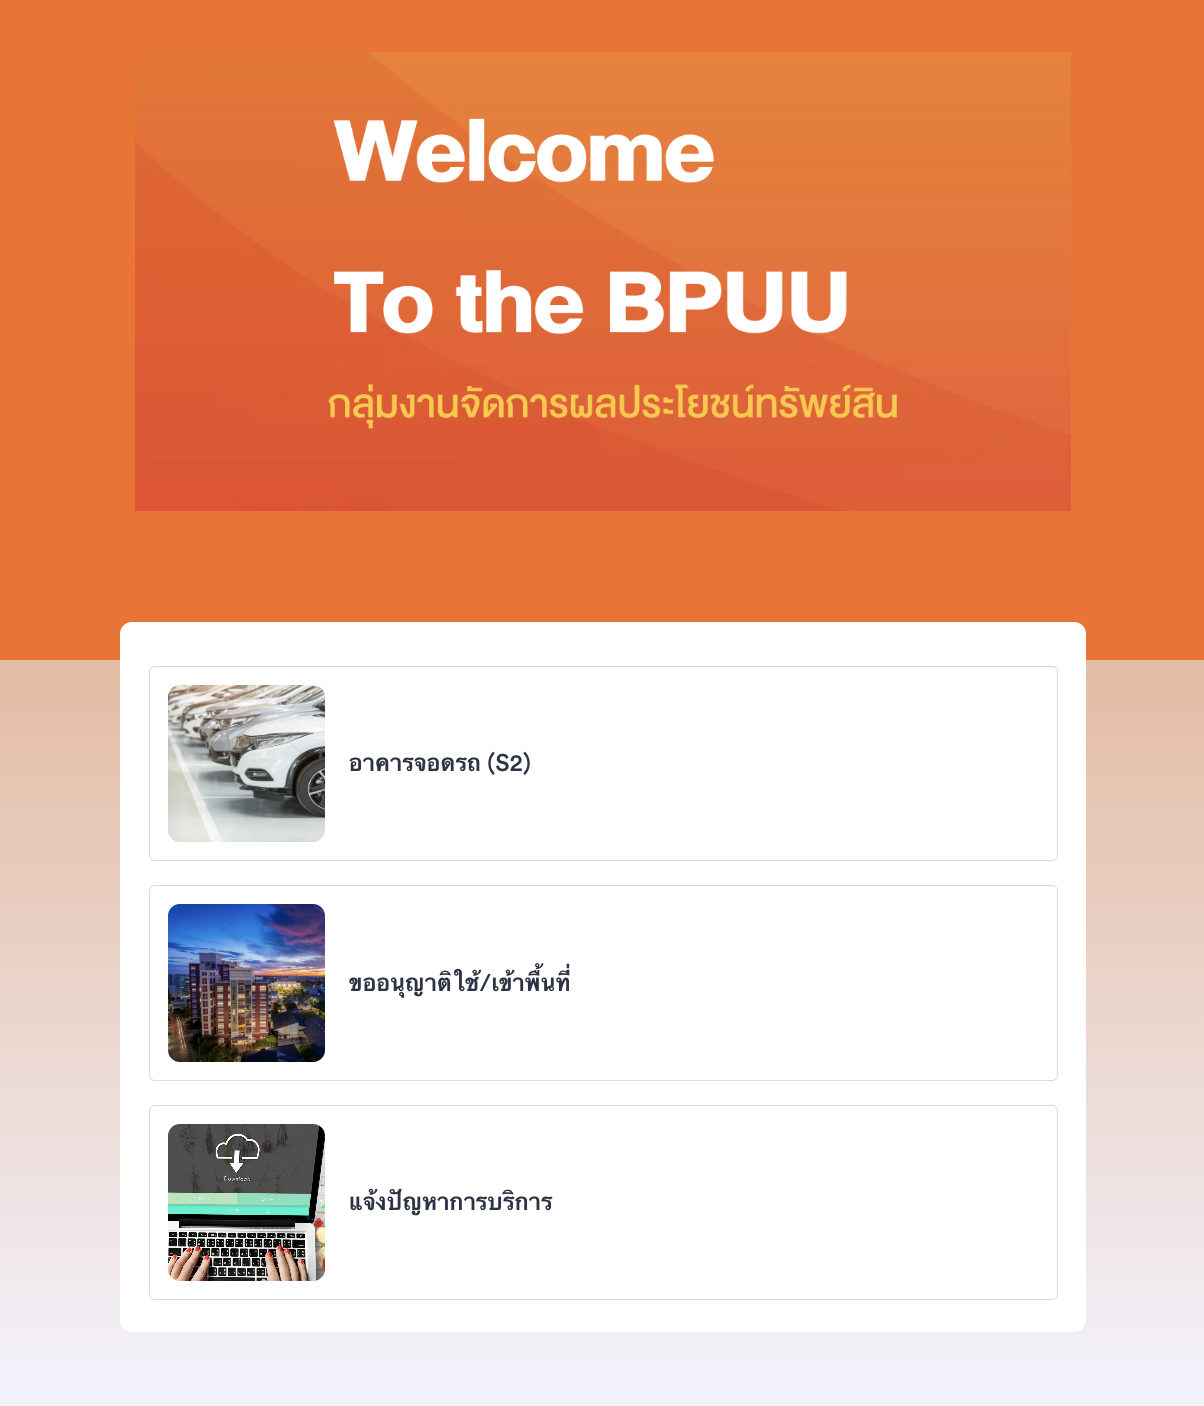 Welcome
To the BPUU
กลุ่มงานจัดการผลประโยชน์ทรัพย์สิน
อาคารจอดรถ (S2)
ขออนุญาติใช้/เข้าพื้นที่
Download
แจ้งปัญหาการบริการ